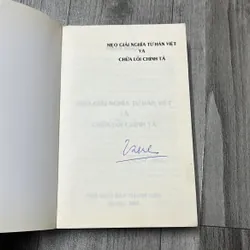 MẸO GIẢI NGHĨA TỪ HÁN VIỆT
VÀ
CHỮA LỖI CHÍNH TẢ